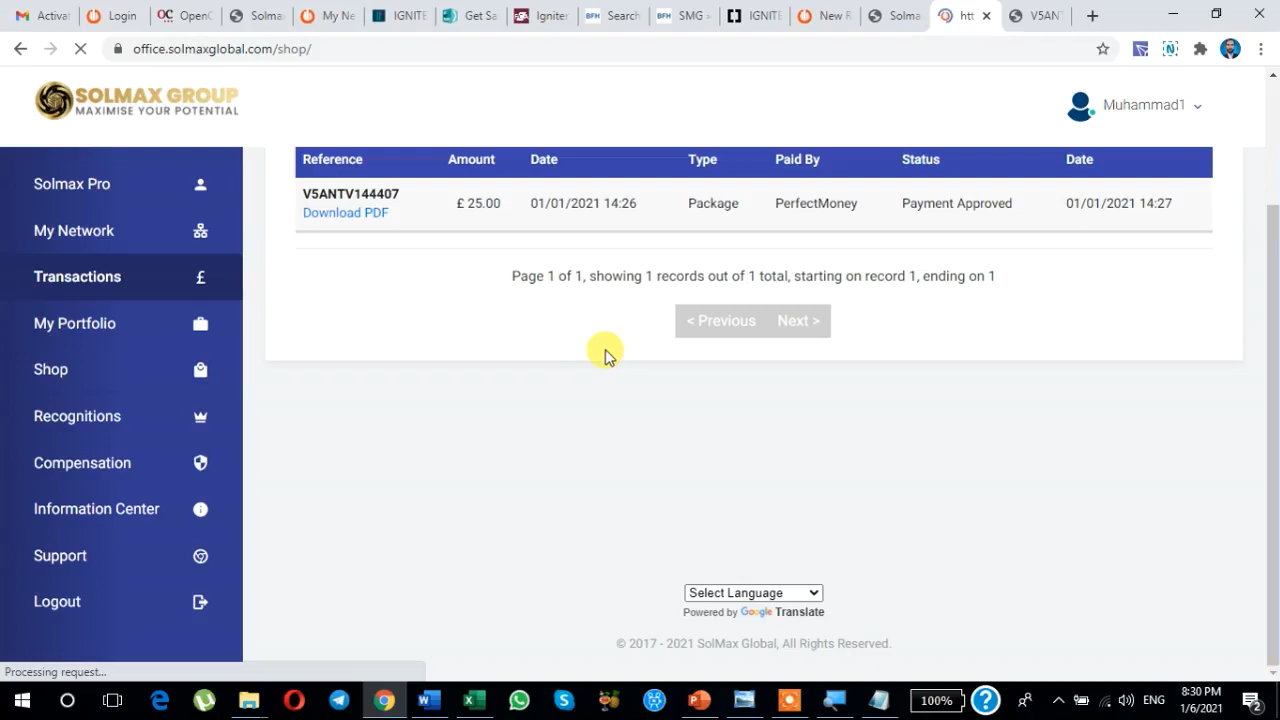 Activat
Login
OpenC
Solma
My Ne
IGNITE
Get Sa
Igniter
BFH Search
BFH SMG »
IGNITE
New R
Solma
htt
V5ANT
office.solmaxglobal.com/shop/
SOLMAX GROUP
MAXIMISE YOUR POTENTIAL
Muhammad1
Solmax Pro
My Network
Transactions £
My Portfolio
Shop
Recognitions
Compensation
Information Center
Support
Logout
Reference Amount Date Type Paid By Status Date
V5ANTV144407 £ 25.00 01/01/2021 14:26 Package PerfectMoney Payment Approved 01/01/2021 14:27
Download PDF
Page 1 of 1, showing 1 records out of 1 total, starting on record 1, ending on 1
< Previous Next >
Select Language
Powered by Google Translate
© 2017 - 2021 SolMax Global, All Rights Reserved.
Processing request...
100%
ENG
8:30 PM
1/6/2021
2